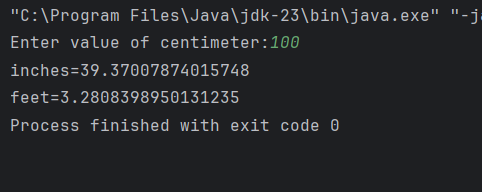 "C:\Program Files\Java\jdk-23\bin\java.exe" "-ja
Enter value of centimeter:100
inches=39.37007874015748
feet=3.2808398950131235
Process finished with exit code 0